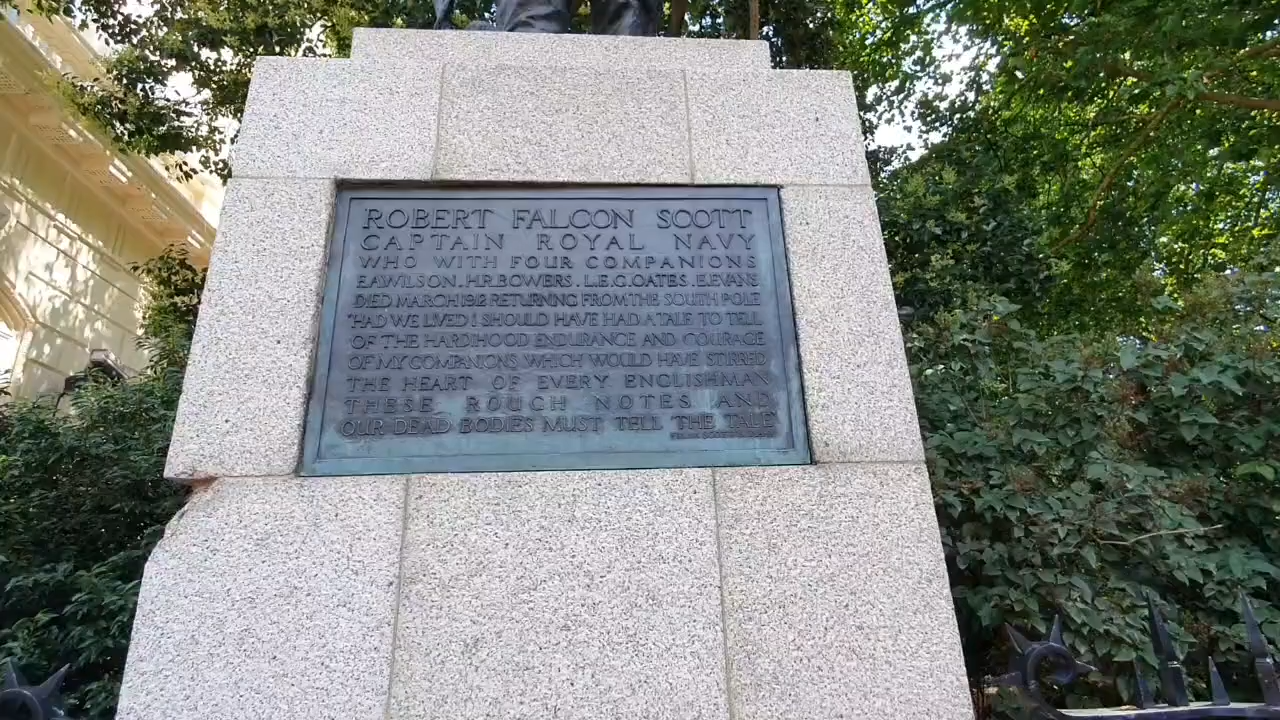 ROBERT FALCON SCOTT
CAPTAIN ROYAL NAVY
WHO WITH FOUR COMPANIONS
E.A.WILSON. H.R.BOWERS. L.E.G.OATES. E.EVANS
DIED MARCH 1912 RETURNING FROM THE SOUTH POLE
"HAD WE LIVED I SHOULD HAVE HAD A TALE TO TELL
OF THE HARDIHOOD ENDURANCE AND COURAGE
OF MY COMPANIONS WHICH WOULD HAVE STIRRED
THE HEART OF EVERY ENGLISHMAN
THESE ROUGH NOTES AND
OUR DEAD BODIES MUST TELL THE TALE"